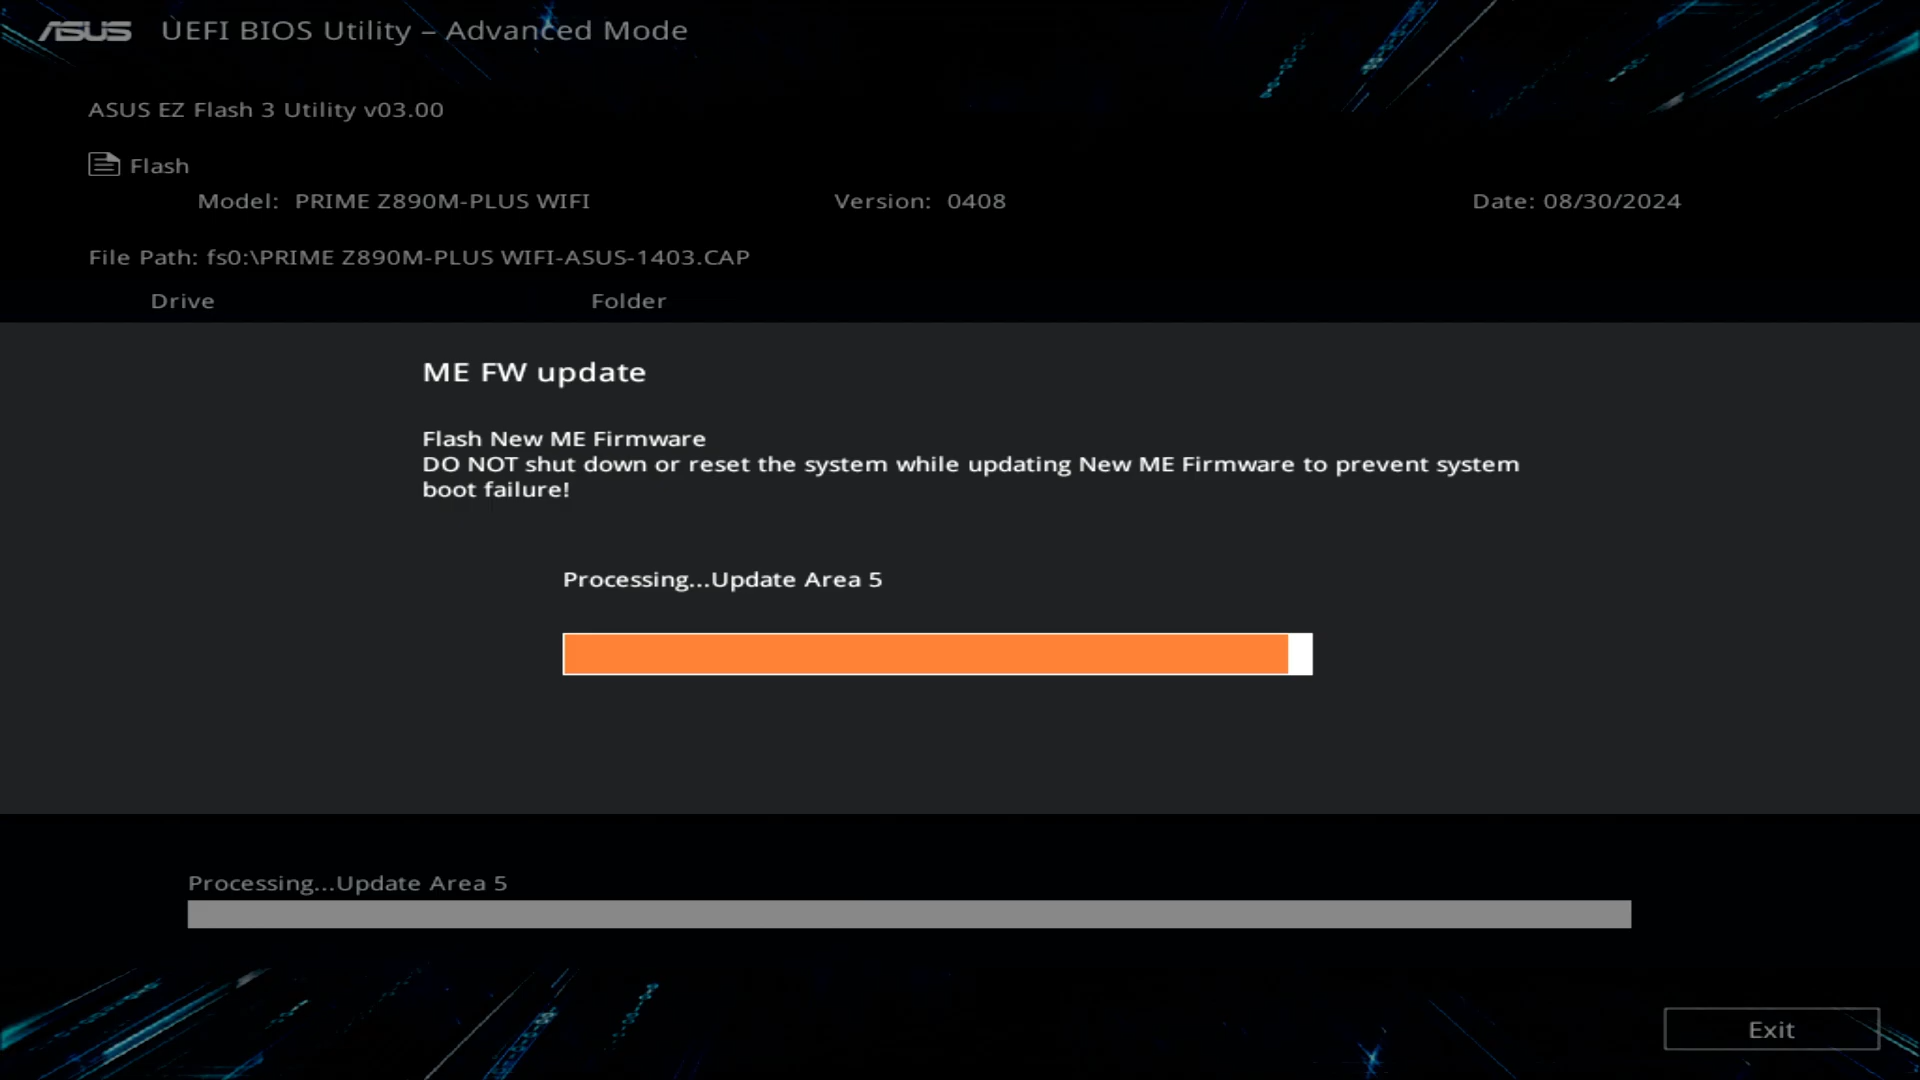 ASUS UEFI BIOS Utility – Advanced Mode
ASUS EZ Flash 3 Utility v03.00
Flash
Model: PRIME Z890M-PLUS WIFI Version: 0408 Date: 08/30/2024
File Path: fs0:\PRIME Z890M-PLUS WIFI-ASUS-1403.CAP
Drive Folder
ME FW update
Flash New ME Firmware
DO NOT shut down or reset the system while updating New ME Firmware to prevent system
boot failure!
Processing...Update Area 5
Processing...Update Area 5
Exit